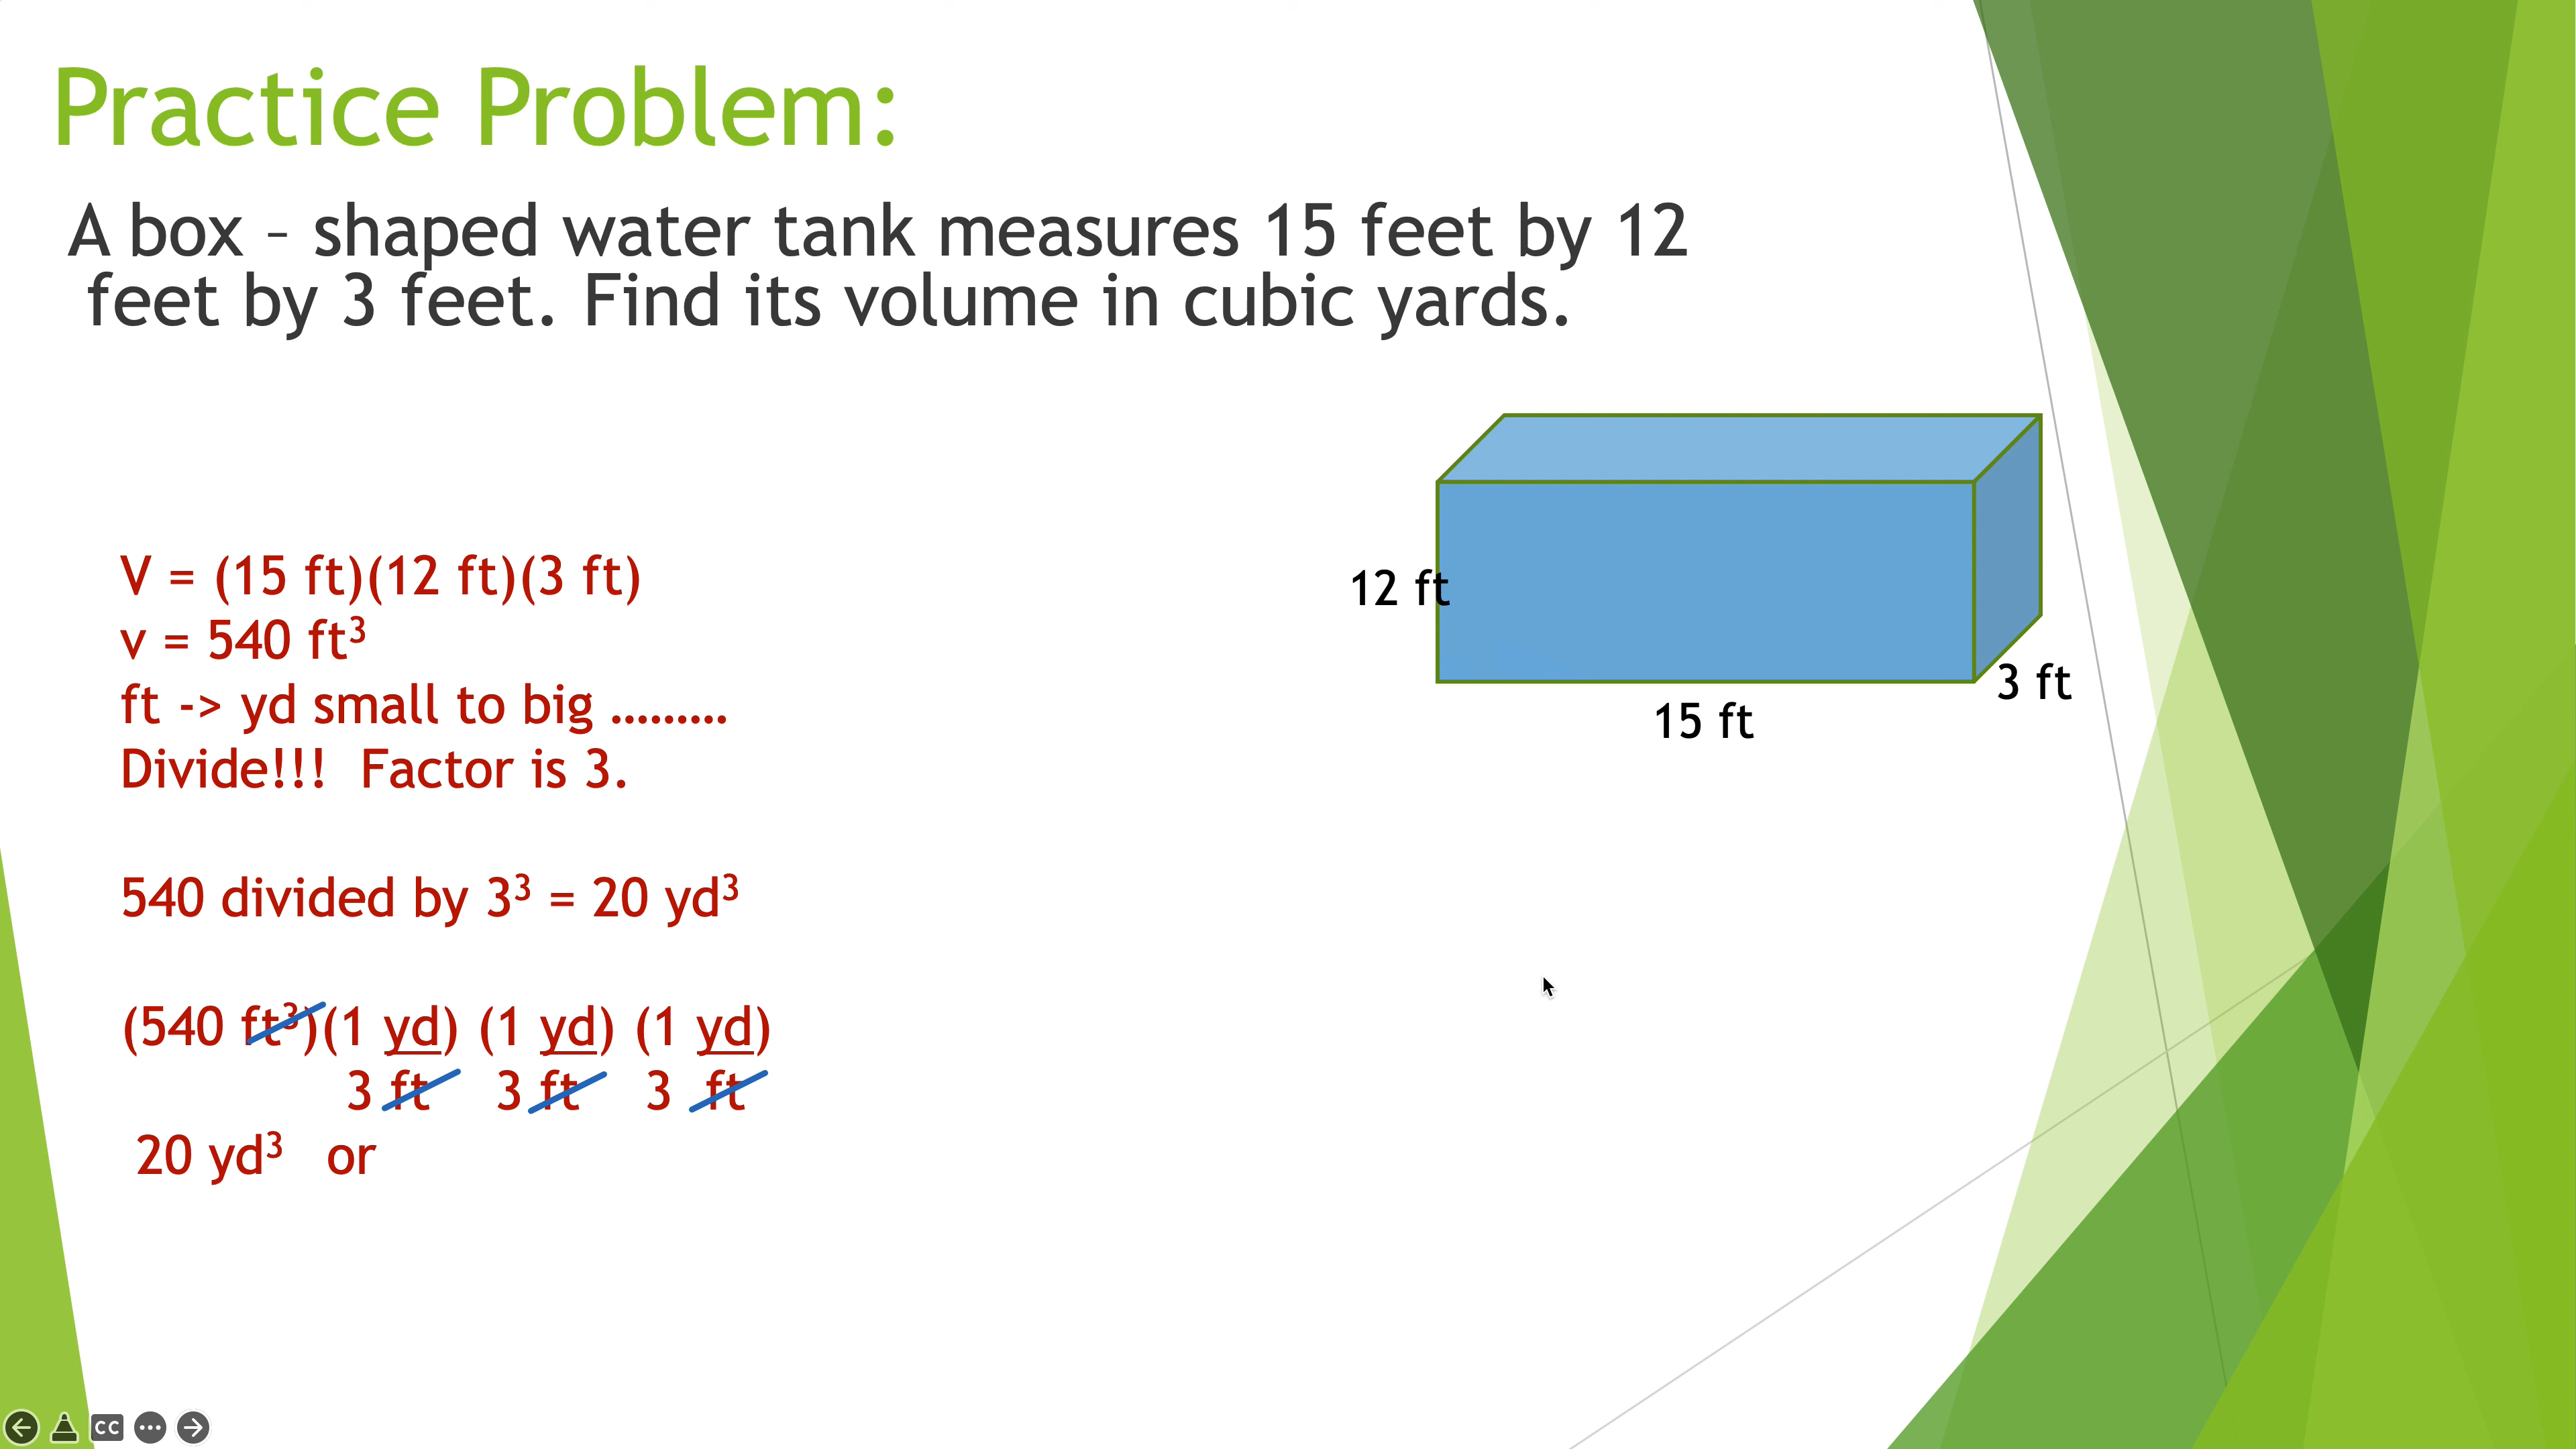 Practice Problem:
A box – shaped water tank measures 15 feet by 12
feet by 3 feet. Find its volume in cubic yards.
V = (15 ft)(12 ft)(3 ft)
v = 540 ft³
ft -> yd small to big .........
Divide!!! Factor is 3.
540 divided by 3³ = 20 yd³
(540 ft³)(1 yd) (1 yd) (1 yd)
3 ft 3 ft 3 ft
20 yd³ or
12 ft
3 ft
15 ft
CC